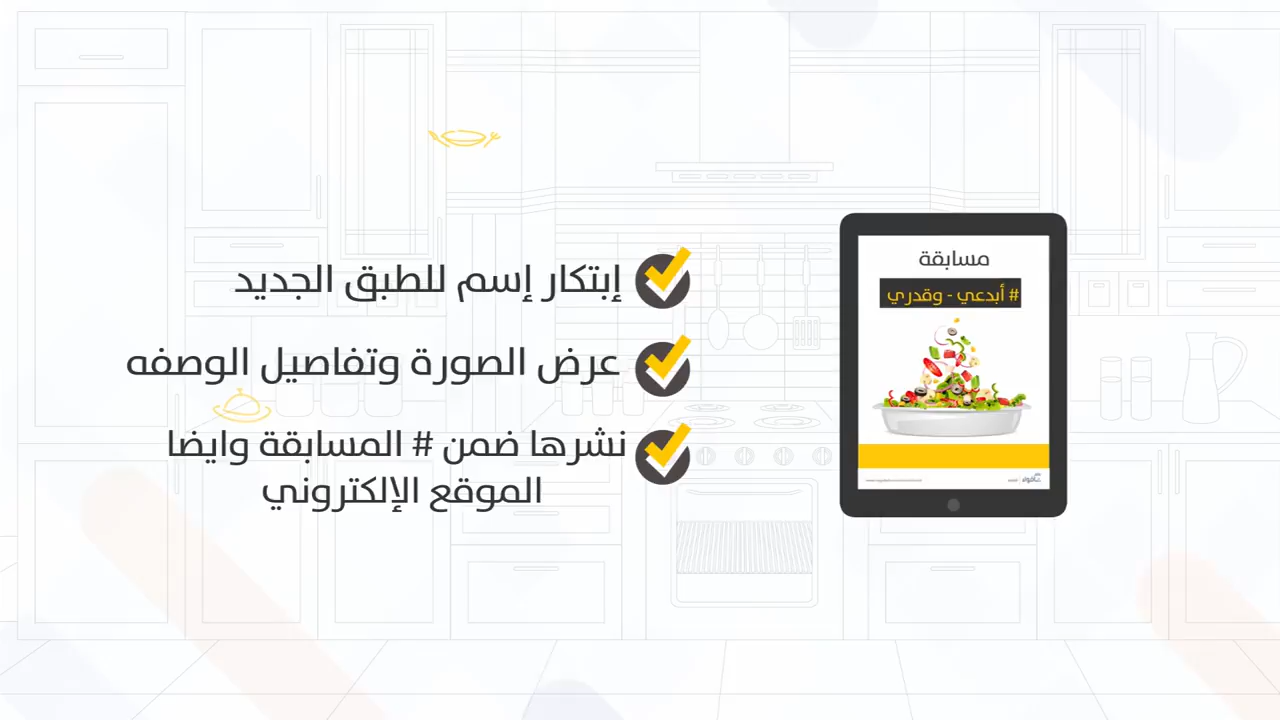 مسابقة
# أبدعي - وقدري
إبتكار إسم للطبق الجديد
عرض الصورة وتفاصيل الوصفه
نشرها ضمن # المسابقة وايضا
الموقع الإلكتروني